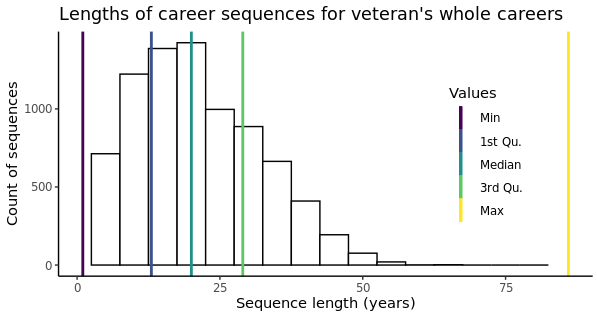 Lengths of career sequences for veteran's whole careers
Count of sequences
1000
500
0
Values
Min
1st Qu.
Median
3rd Qu.
Max
0 25 50 75
Sequence length (years)